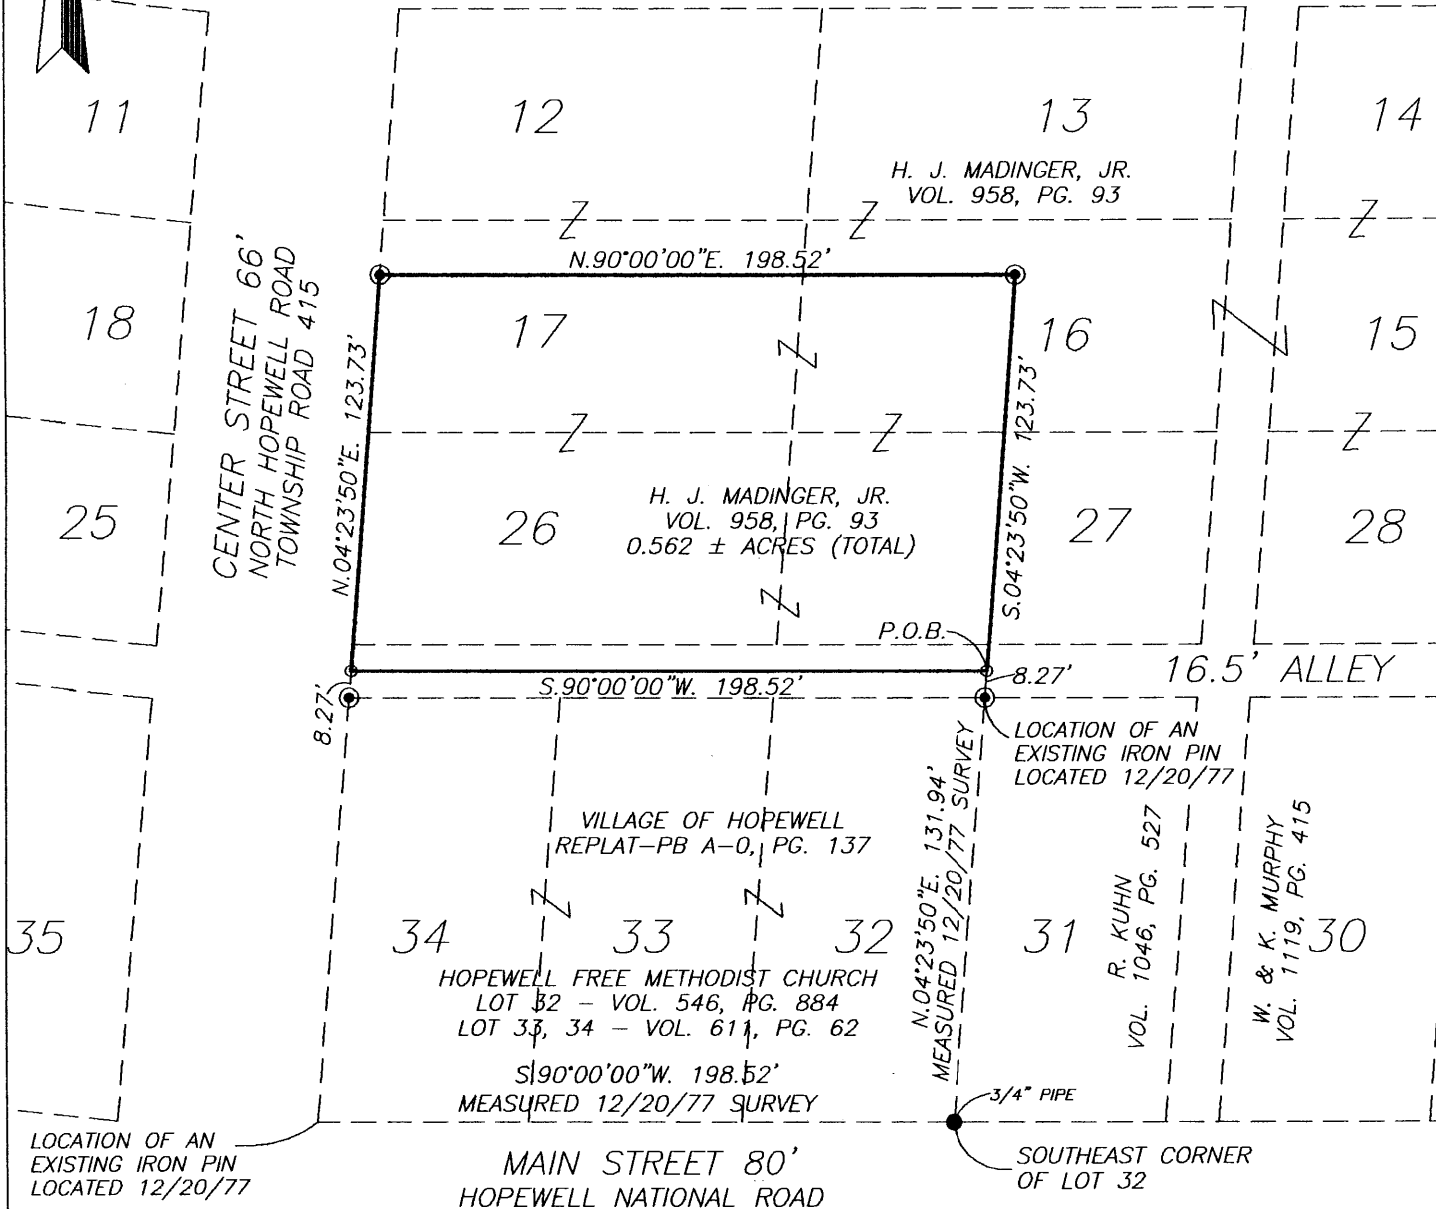 11
12
13
14
H. J. MADINGER, JR.
VOL. 958, PG. 93
N.90°00'00"E. 198.52'
CENTER STREET 66'
NORTH HOPEWELL ROAD
TOWNSHIP ROAD 415
18
17
16
15
N.04°23'50"E. 123.73'
S.04°23'50"W. 123.73'
25
26
27
28
H. J. MADINGER, JR.
VOL. 958, PG. 93
0.562 ± ACRES (TOTAL)
P.O.B.
8.27'
16.5' ALLEY
S.90°00'00"W. 198.52'
8.27'
LOCATION OF AN
EXISTING IRON PIN
LOCATED 12/20/77
VILLAGE OF HOPEWELL
REPLAT-PB A-0, PG. 137
N.04°23'50"E. 131.94'
MEASURED 12/20/77 SURVEY
R. KUHN
VOL. 1046, PG. 527
W. & K. MURPHY
VOL. 1119, PG. 415
35
34
33
32
31
30
HOPEWELL FREE METHODIST CHURCH
LOT 32 - VOL. 546, PG. 884
LOT 33, 34 - VOL. 611, PG. 62
S.90°00'00"W. 198.52'
MEASURED 12/20/77 SURVEY
3/4" PIPE
LOCATION OF AN
EXISTING IRON PIN
LOCATED 12/20/77
MAIN STREET 80'
HOPEWELL NATIONAL ROAD
SOUTHEAST CORNER
OF LOT 32